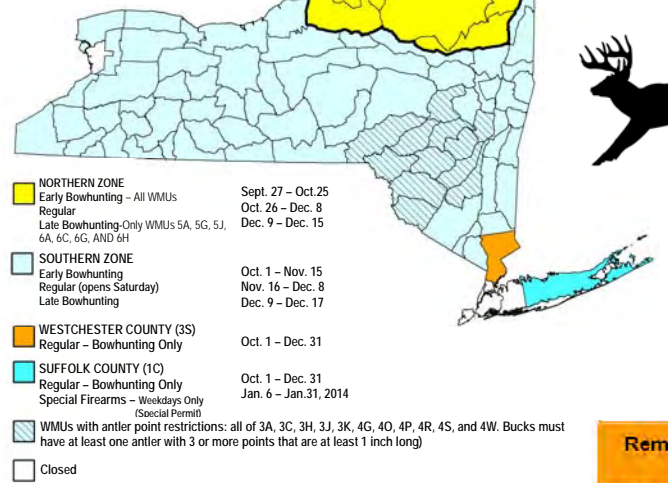 NORTHERN ZONE
Early Bowhunting – All WMUs Sept. 27 – Oct.25
Regular Oct. 26 – Dec. 8
Late Bowhunting-Only WMUs 5A, 5G, 5J, Dec. 9 – Dec. 15
6A, 6C, 6G, AND 6H
SOUTHERN ZONE
Early Bowhunting Oct. 1 – Nov. 15
Regular (opens Saturday) Nov. 16 – Dec. 8
Late Bowhunting Dec. 9 – Dec. 17
WESTCHESTER COUNTY (3S)
Regular – Bowhunting Only Oct. 1 – Dec. 31
SUFFOLK COUNTY (1C)
Regular – Bowhunting Only Oct. 1 – Dec. 31
Special Firearms – Weekdays Only Jan. 6 – Jan.31, 2014
(Special Permit)
WMUs with antler point restrictions: all of 3A, 3C, 3H, 3J, 3K, 4G, 4O, 4P, 4R, 4S, and 4W. Bucks must
have at least one antler with 3 or more points that are at least 1 inch long)
Closed
Rem